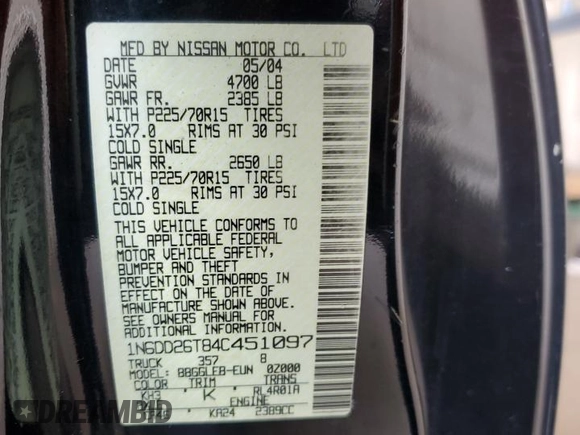 MFD BY NISSAN MOTOR CO. LTD
DATE 05/04
GVWR 4700 LB
GAWR FR. 2385 LB
WITH P225/70R15 TIRES
15X7.0 RIMS AT 30 PSI
COLD SINGLE
GAWR RR. 2650 LB
WITH P225/70R15 TIRES
15X7.0 RIMS AT 30 PSI
COLD SINGLE
THIS VEHICLE CONFORMS TO
ALL APPLICABLE FEDERAL
MOTOR VEHICLE SAFETY,
BUMPER AND THEFT
PREVENTION STANDARDS IN
EFFECT ON THE DATE OF
MANUFACTURE SHOWN ABOVE.
SEE OWNERS MANUAL FOR
ADDITIONAL INFORMATION
1N6DD26T84C451097
TRUCK 357 8
MODEL: BBGGLEB-EUN 0Z000
COLOR TRIM TRANS
KH3 K RL4R01A
ENGINE
KA24 2389CC
DREAMBID